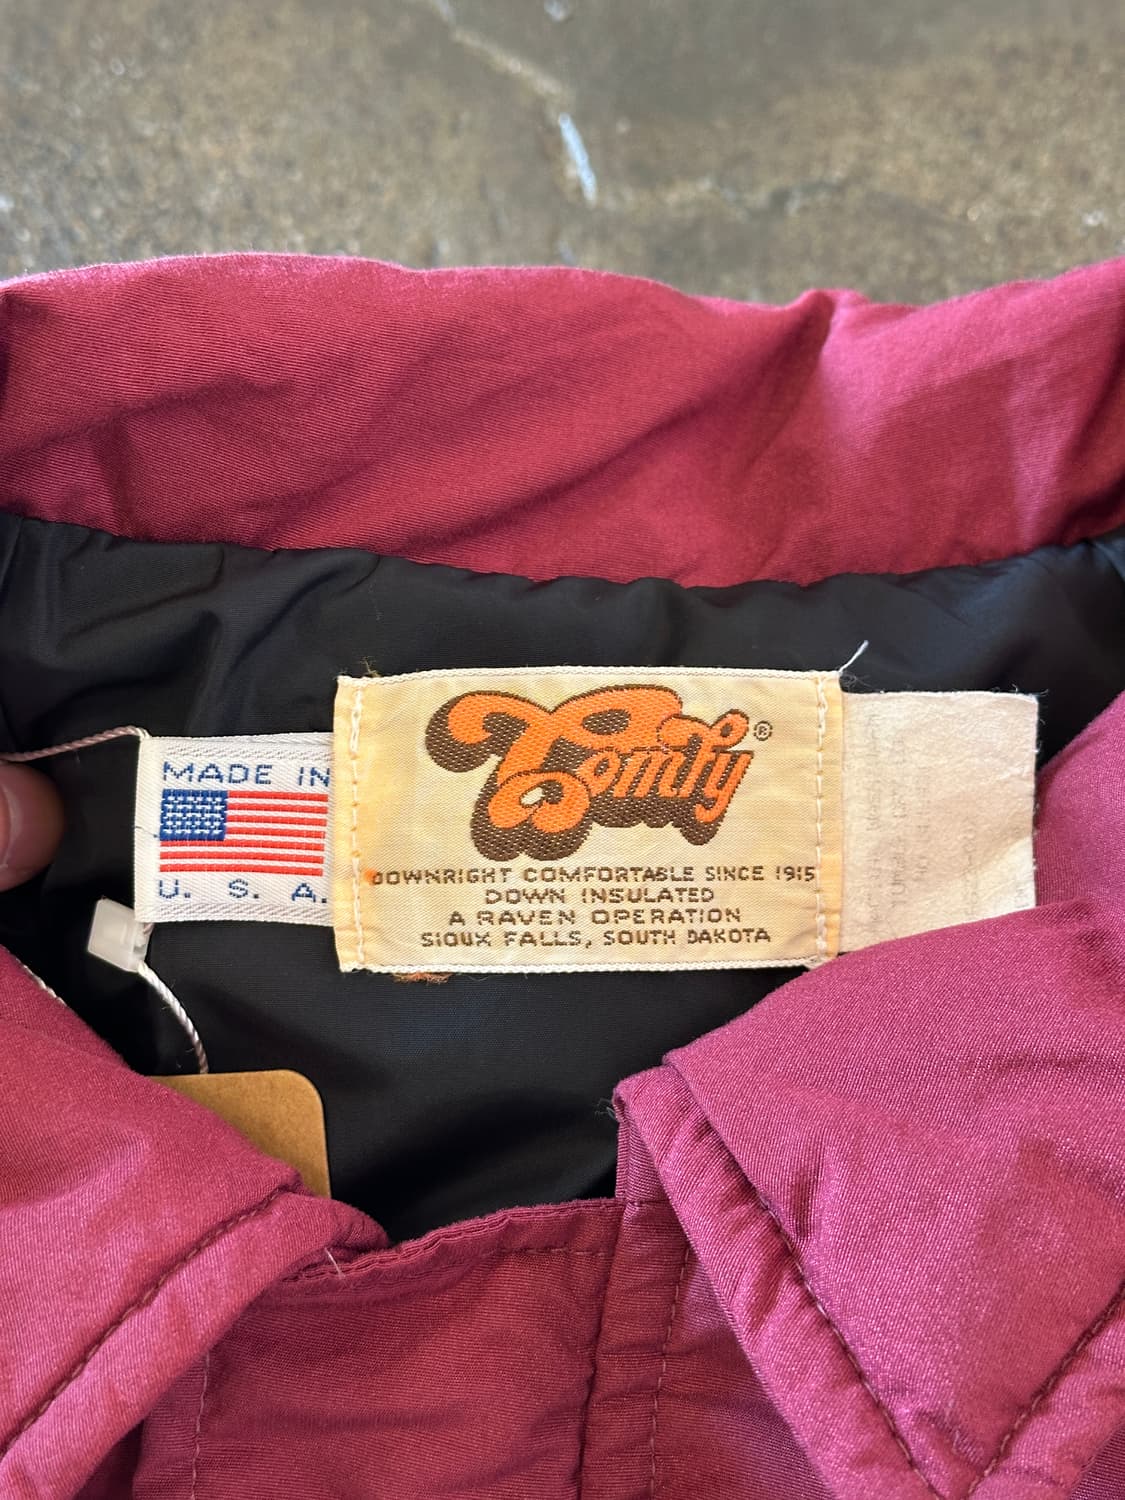 MADE IN
U. S. A.
Comfy®
DOWNRIGHT COMFORTABLE SINCE 1915
DOWN INSULATED
A RAVEN OPERATION
SIOUX FALLS, SOUTH DAKOTA